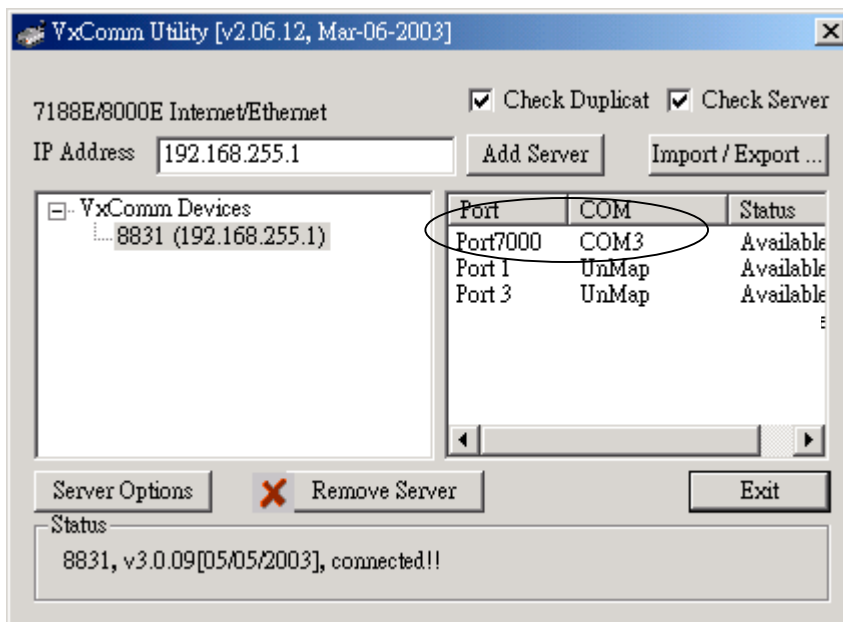 VxComm Utility [v2.06.12, Mar-06-2003]
7188E/8000E Internet/Ethernet
Check Duplicat Check Server
IP Address 192.168.255.1 Add Server Import / Export ...
VxComm Devices
8831 (192.168.255.1)
Port COM Status
Port7000 COM3 Available
Port 1 UnMap Available
Port 3 UnMap Available
Server Options Remove Server Exit
Status
8831, v3.0.09[05/05/2003], connected!!